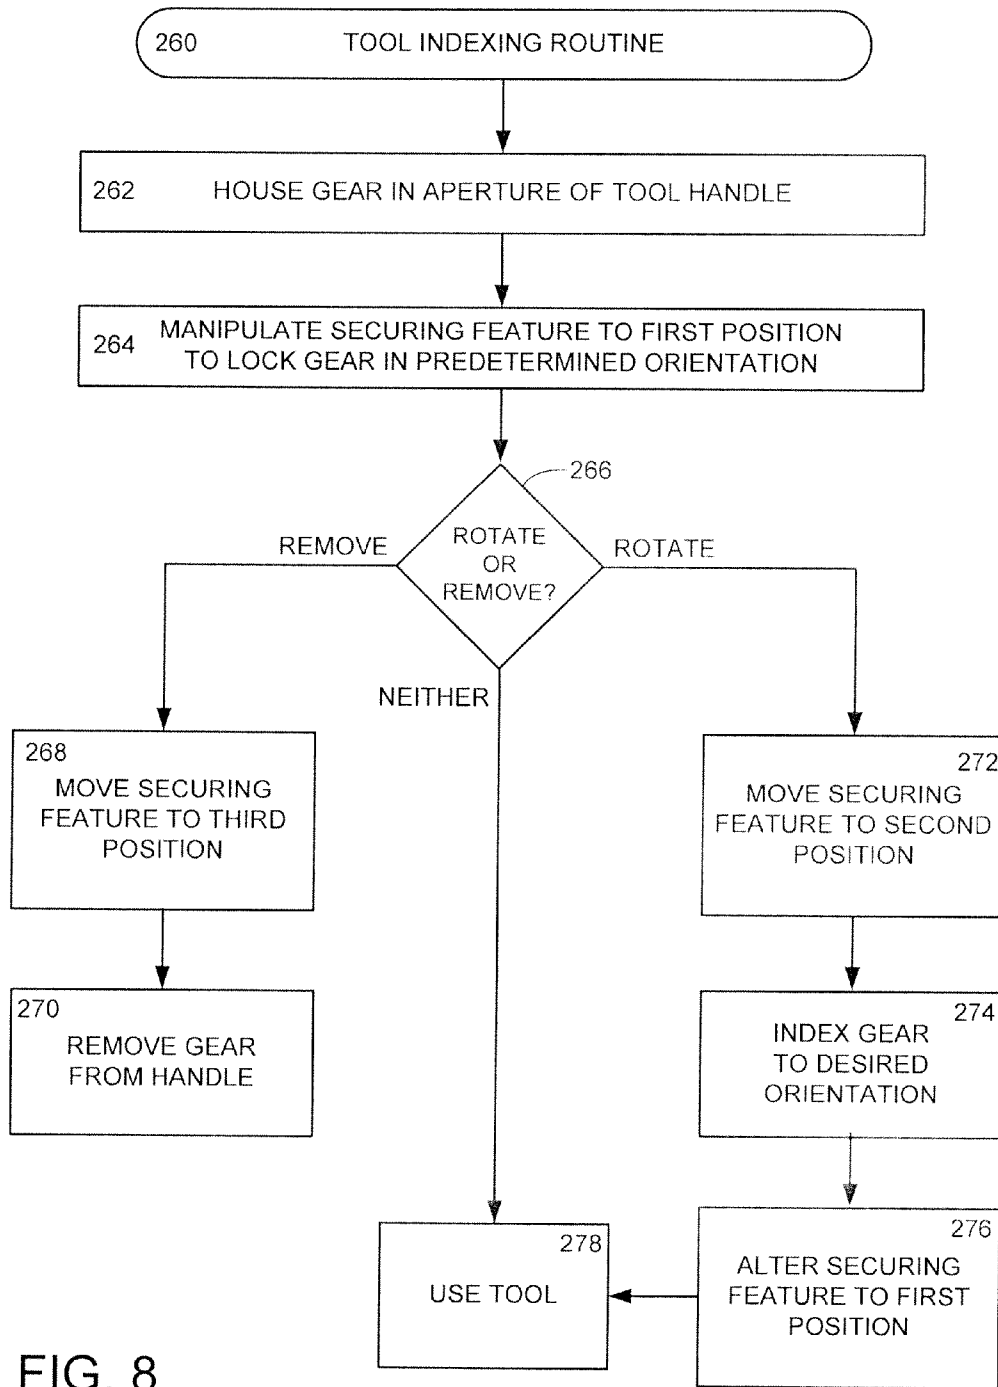 260 TOOL INDEXING ROUTINE
262 HOUSE GEAR IN APERTURE OF TOOL HANDLE
264 MANIPULATE SECURING FEATURE TO FIRST POSITION
TO LOCK GEAR IN PREDETERMINED ORIENTATION
266
ROTATE
OR
REMOVE?
REMOVE
ROTATE
NEITHER
268
MOVE SECURING
FEATURE TO THIRD
POSITION
272
MOVE SECURING
FEATURE TO SECOND
POSITION
270
REMOVE GEAR
FROM HANDLE
274
INDEX GEAR
TO DESIRED
ORIENTATION
276
ALTER SECURING
FEATURE TO FIRST
POSITION
278
USE TOOL
FIG. 8